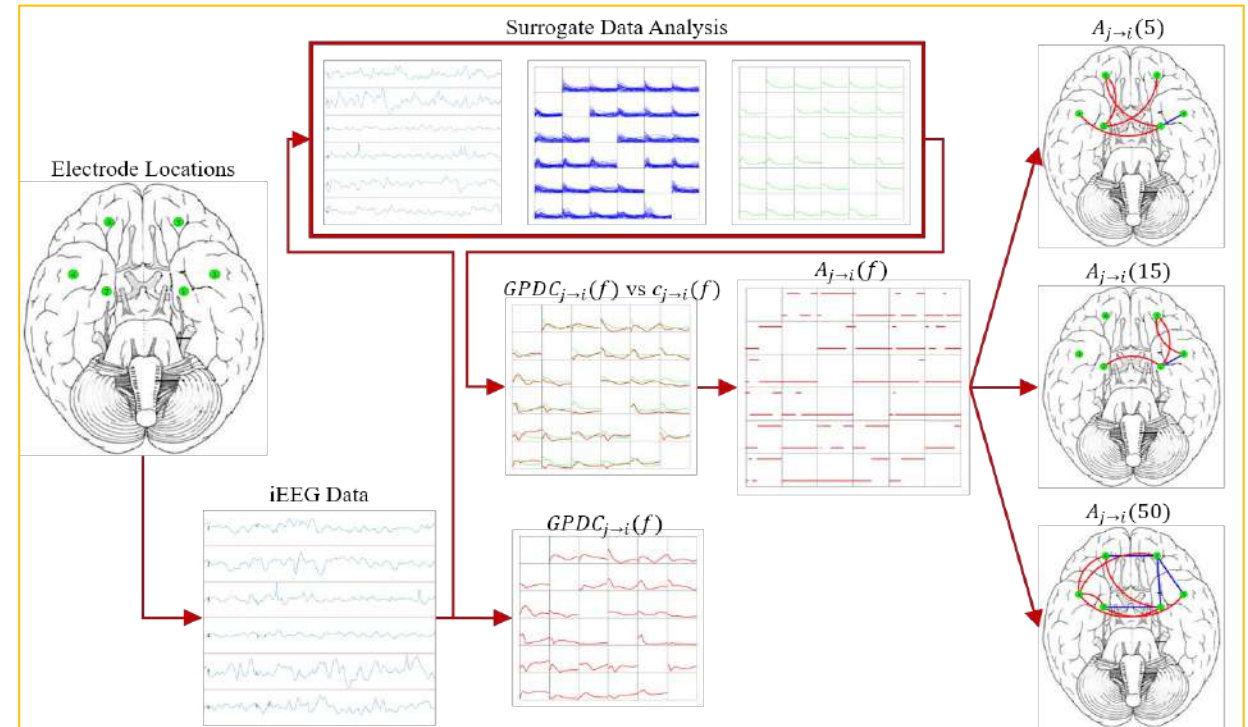 Surrogate Data Analysis
Electrode Locations
iEEG Data
GPDC_{j→i}(f) vs c_{j→i}(f)
GPDC_{j→i}(f)
A_{j→i}(f)
A_{j→i}(5)
A_{j→i}(15)
A_{j→i}(50)